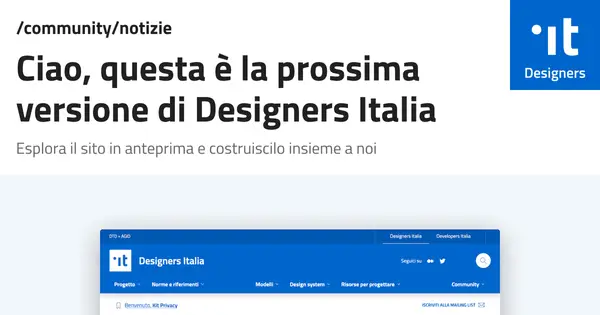 /community/notizie
Ciao, questa è la prossima
versione di Designers Italia
Esplora il sito in anteprima e costruiscilo insieme a noi
·it
Designers
DTD + AGID
Designers Italia
Developers Italia
·it
Designers Italia
Seguici su
Progetto
Norme e riferimenti
Modelli
Design system
Risorse per progettare
Community
Benvenuto, Kit Privacy
ISCRIVITI ALLA MAILING LIST